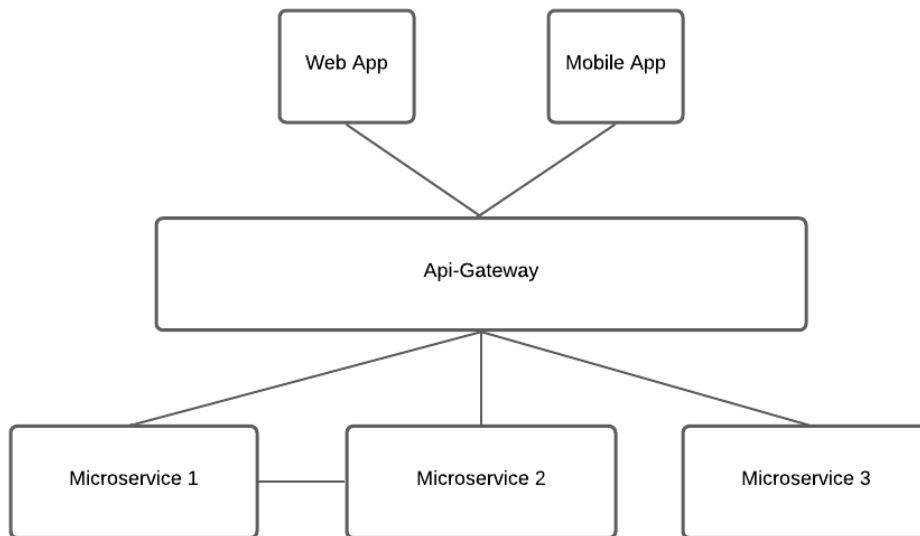 Web App
Mobile App
Api-Gateway
Microservice 1
Microservice 2
Microservice 3